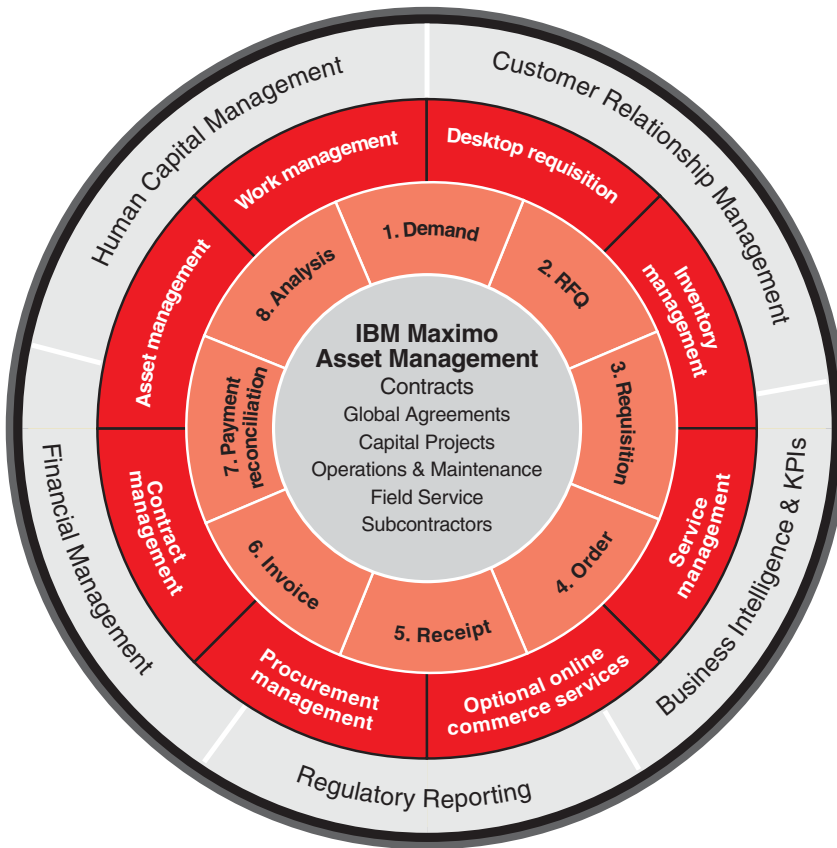 IBM Maximo
Asset Management
Contracts
Global Agreements
Capital Projects
Operations & Maintenance
Field Service
Subcontractors
1. Demand
2. RFQ
3. Requisition
4. Order
5. Receipt
6. Invoice
7. Payment
reconciliation
8. Analysis
Desktop requisition
Inventory
management
Service
management
Optional online
commerce services
Procurement
management
Contract
management
Asset management
Work management
Customer Relationship Management
Business Intelligence & KPIs
Regulatory Reporting
Financial Management
Human Capital Management